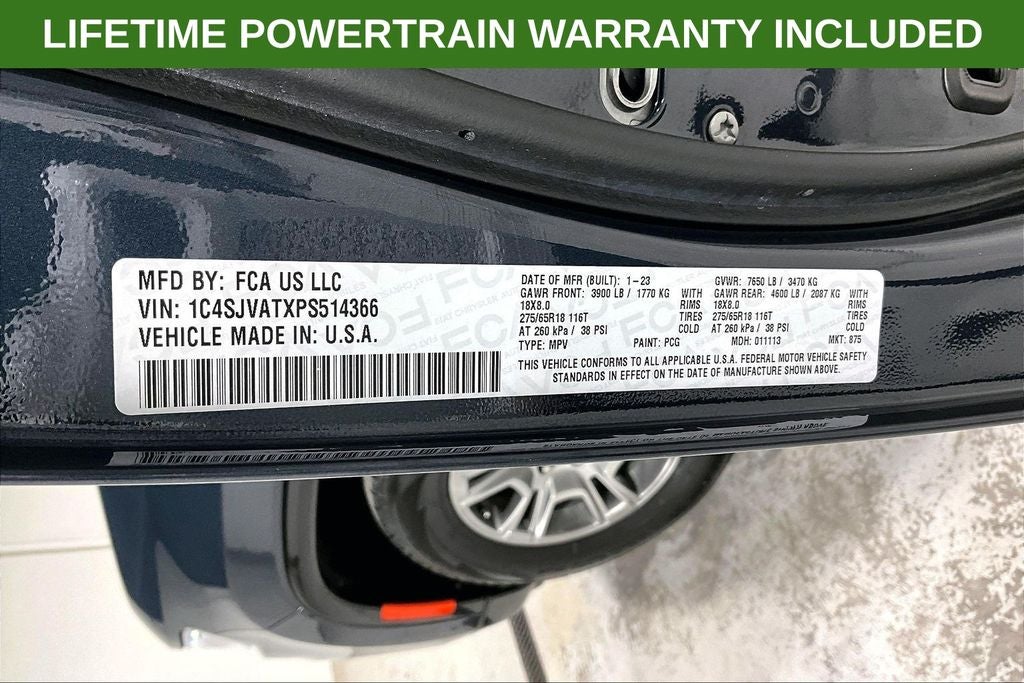 LIFETIME POWERTRAIN WARRANTY INCLUDED
MFD BY: FCA US LLC
VIN: 1C4SJVATXPS514366
VEHICLE MADE IN: U.S.A.
DATE OF MFR (BUILT): 1-23 GVWR: 7650 LB / 3470 KG
GAWR FRONT: 3900 LB / 1770 KG WITH GAWR REAR: 4600 LB / 2087 KG WITH
18X8.0 RIMS 18X8.0 RIMS
275/65R18 116T TIRES 275/65R18 116T TIRES
AT 260 kPa / 38 PSI COLD AT 260 kPa / 38 PSI COLD
TYPE: MPV PAINT: PCG MDH: 011113 MKT: 875
THIS VEHICLE CONFORMS TO ALL APPLICABLE U.S.A. FEDERAL MOTOR VEHICLE SAFETY
STANDARDS IN EFFECT ON THE DATE OF MANUFACTURE SHOWN ABOVE.